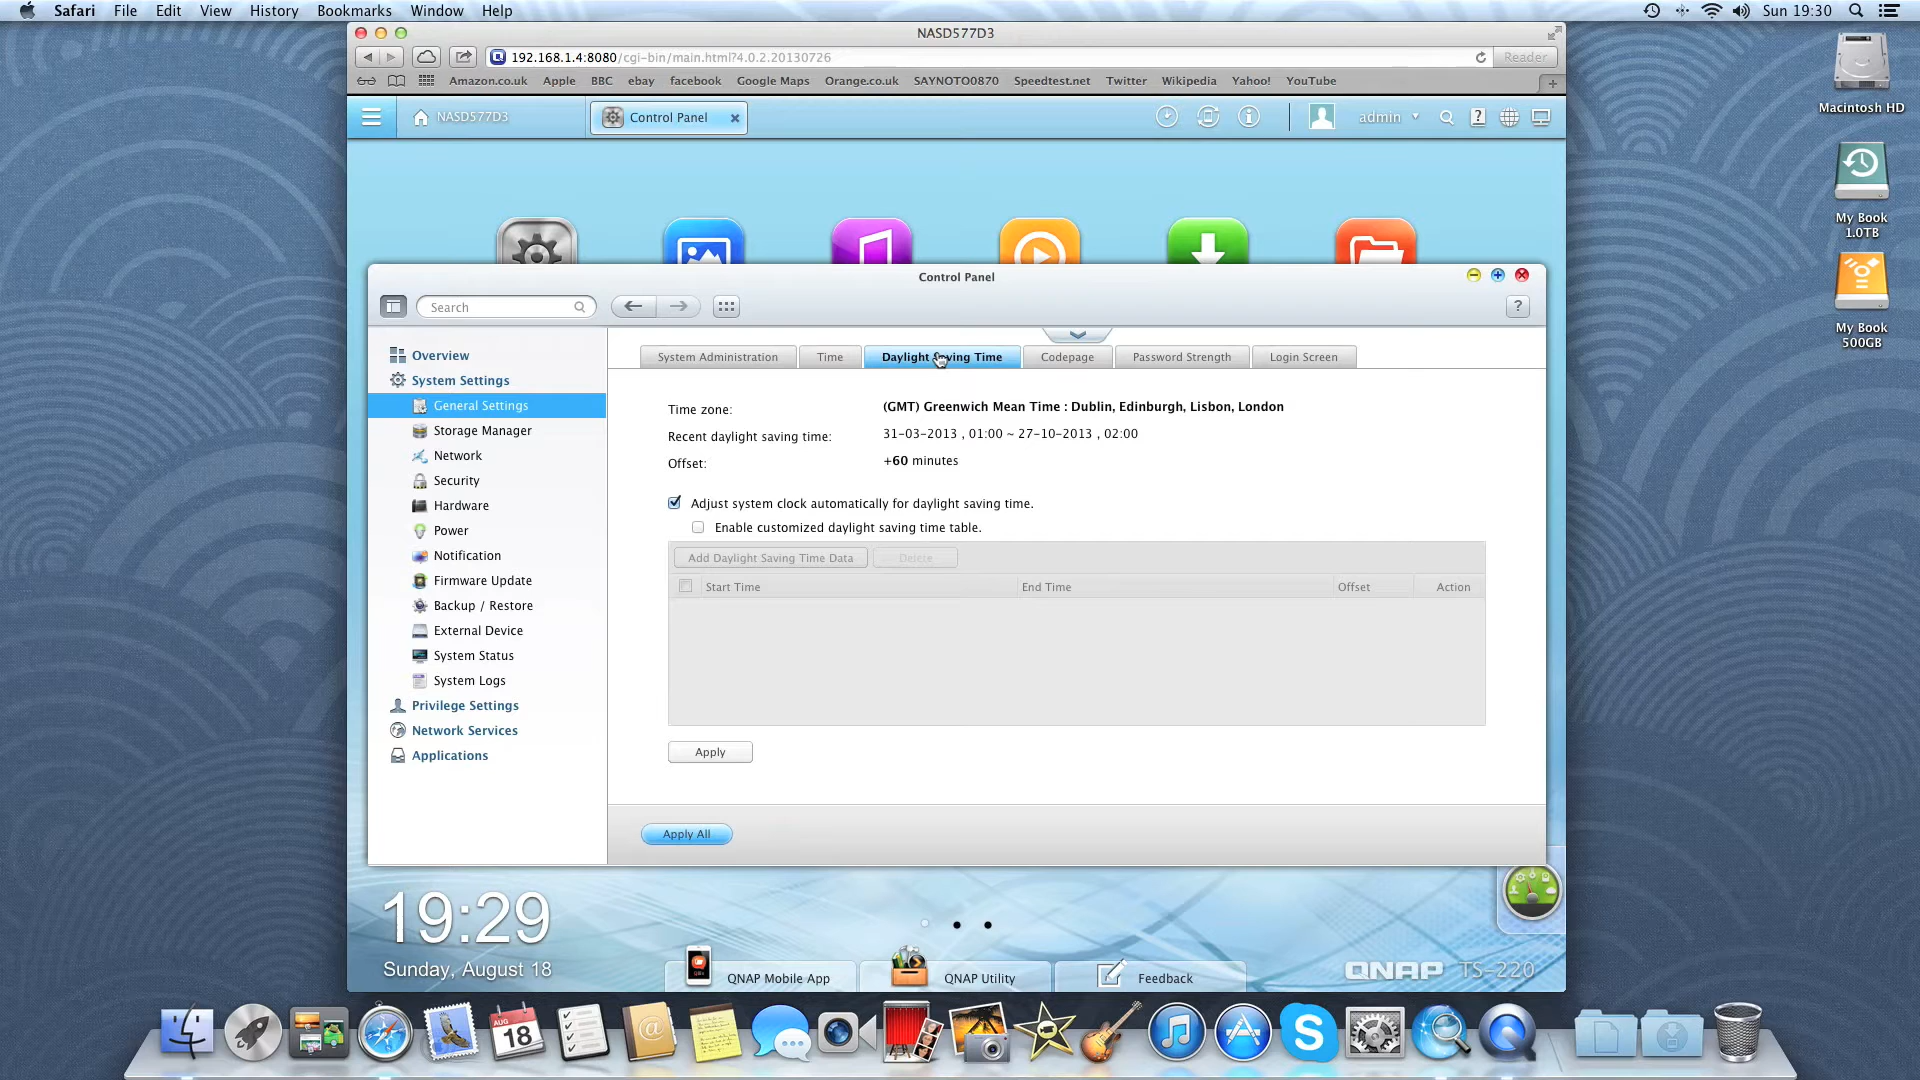 Safari File Edit View History Bookmarks Window Help Sun 19:30
NASD577D3
192.168.1.4:8080/cgi-bin/main.html?4.0.2.20130726 Reader
Amazon.co.uk Apple BBC ebay facebook Google Maps Orange.co.uk SAYNOTO0870 Speedtest.net Twitter Wikipedia Yahoo! YouTube
NASD577D3 Control Panel admin
Macintosh HD
My Book
1.0TB
My Book
500GB
Control Panel
Search
Overview
System Settings
General Settings
Storage Manager
Network
Security
Hardware
Power
Notification
Firmware Update
Backup / Restore
External Device
System Status
System Logs
Privilege Settings
Network Services
Applications
System Administration Time Daylight Saving Time Codepage Password Strength Login Screen
Time zone: (GMT) Greenwich Mean Time : Dublin, Edinburgh, Lisbon, London
Recent daylight saving time: 31-03-2013 , 01:00 ~ 27-10-2013 , 02:00
Offset: +60 minutes
Adjust system clock automatically for daylight saving time.
Enable customized daylight saving time table.
Add Daylight Saving Time Data Delete
Start Time End Time Offset Action
Apply
Apply All
19:29
Sunday, August 18
QNAP Mobile App QNAP Utility Feedback
QNAP TS-220
AUG
18